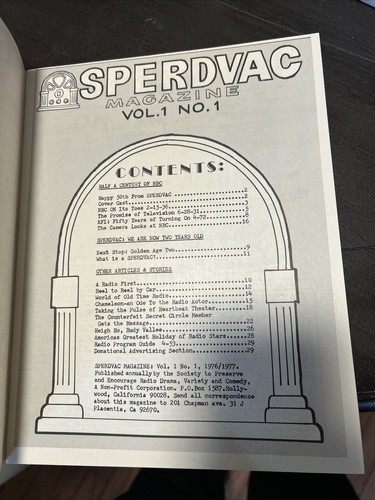 SPERDVAC
MAGAZINE
VOL.1 NO.1
CONTENTS:
HALF A CENTURY OF NBC
Happy 50th From SPERDVAC ..... 2
Cover Cast ..... 2
NBC ON Its Toes 2-15-36 ..... 3
The Promise of Television 6-28-31 ..... 7
KFI: Fifty Years of Turning On 4-72 ..... 8
The Camera Looks at NBC ..... 16
SPERDVAC: WE ARE NOW TWO YEARS OLD
Next Stop: Golden Age Two ..... 9
What is a SPERDVAC? ..... 11
OTHER ARTICLES & STORIES
A Radio First ..... 10
Reel to Reel by Car ..... 12
World of Old Time Radio ..... 14
Chameleon-an Ode To the Radio Actor ..... 15
Taking the Pulse of Heartbeat Theater ..... 18
The Counterfeit Secret Circle Member
Gets the Message ..... 22
Heigh Ho, Rudy Vallee ..... 26
Americas Greatest Holiday of Radio Stars ..... 28
Radio Program Guide 4-33 ..... 29
Donational Advertising Section ..... 29
SPERDVAC MAGAZINE: Vol. 1 No. 1, 1976/1977.
Published annually by the Society to Preserve
and Encourage Radio Drama, Variety and Comedy,
A Non-Profit Corporation. P.O.Box 1587, Holly-
wood, California 90028. Send all correspondence
about this magazine to 201 Chapman ave. 31 J
Placentia, Ca 92670.